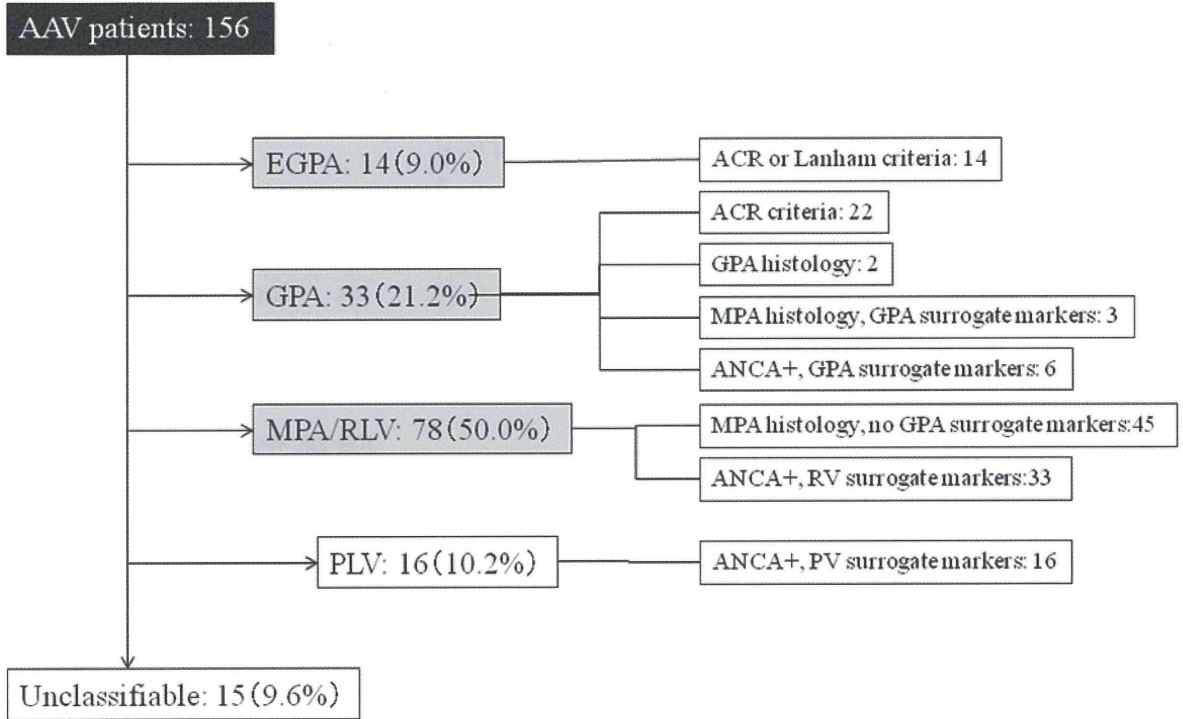 AAV patients: 156
EGPA: 14(9.0%)
ACR or Lanham criteria: 14
ACR criteria: 22
GPA histology: 2
GPA: 33(21.2%)
MPA histology, GPA surrogate markers: 3
ANCA+, GPA surrogate markers: 6
MPA/RLV: 78(50.0%)
MPA histology, no GPA surrogate markers:45
ANCA+, RV surrogate markers:33
PLV: 16(10.2%)
ANCA+, PV surrogate markers: 16
Unclassifiable: 15(9.6%)